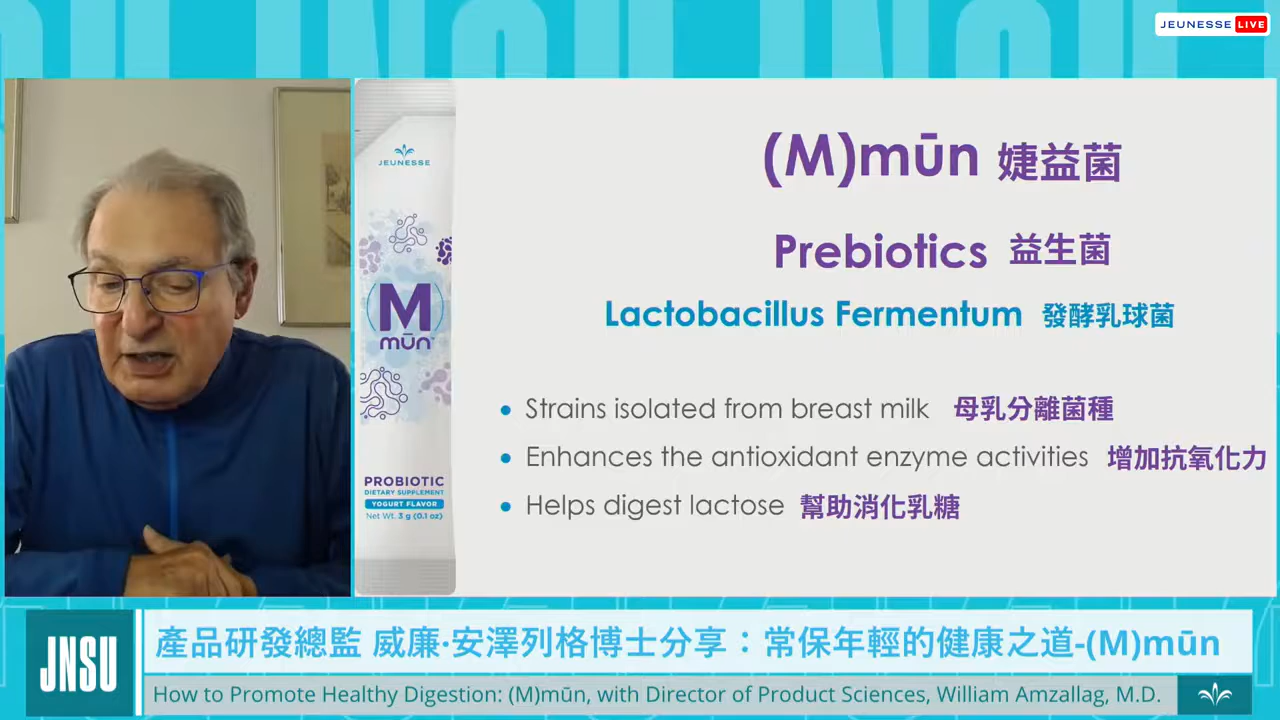 JEUNESSE LIVE
(M)mūn 婕益菌
Prebiotics 益生菌
Lactobacillus Fermentum 發酵乳球菌
• Strains isolated from breast milk 母乳分離菌種
• Enhances the antioxidant enzyme activities 增加抗氧化力
• Helps digest lactose 幫助消化乳糖
JEUNESSE
M
mūn™
PROBIOTIC
DIETARY SUPPLEMENT
YOGURT FLAVOR
Net Wt. 3 g (0.1 oz)
JNSU
產品研發總監 威廉·安澤列格博士分享：常保年輕的健康之道-(M)mūn
How to Promote Healthy Digestion: (M)mūn, with Director of Product Sciences, William Amzallag, M.D.